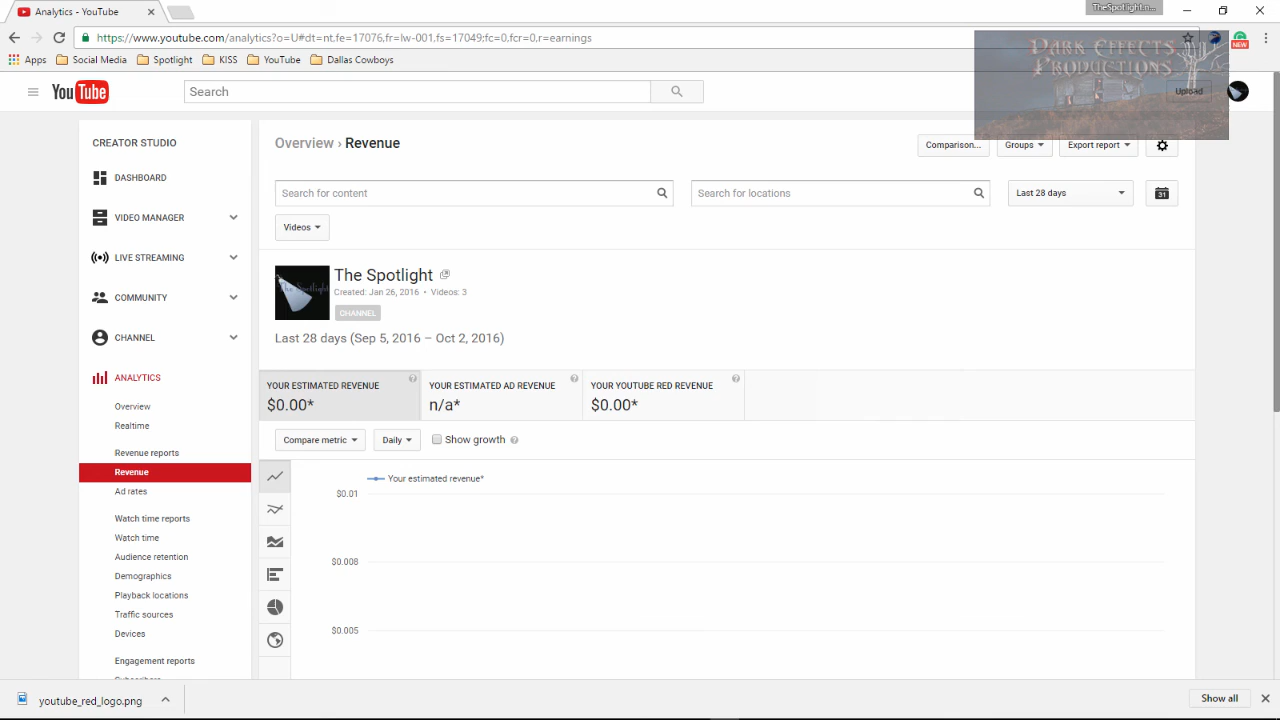 Analytics - YouTube
TheSpotLightn...
https://www.youtube.com/analytics?o=U#dt=nt,fe=17076,fr=lw-001,fs=17049;fc=0,fcr=0,r=earnings
NEW
Apps
Social Media
Spotlight
KISS
YouTube
Dallas Cowboys
DARK EFFECTS
PRODUCTIONS
YouTube
Search
Upload
CREATOR STUDIO
DASHBOARD
VIDEO MANAGER
LIVE STREAMING
COMMUNITY
CHANNEL
ANALYTICS
Overview
Realtime
Revenue reports
Revenue
Ad rates
Watch time reports
Watch time
Audience retention
Demographics
Playback locations
Traffic sources
Devices
Engagement reports
Overview › Revenue
Comparison...
Groups
Export report
Search for content
Search for locations
Last 28 days
31
Videos
The Spotlight
The Spotlight
Created: Jan 26, 2016 • Videos: 3
CHANNEL
Last 28 days (Sep 5, 2016 – Oct 2, 2016)
YOUR ESTIMATED REVENUE
$0.00*
YOUR ESTIMATED AD REVENUE
n/a*
YOUR YOUTUBE RED REVENUE
$0.00*
Compare metric
Daily
Show growth
Your estimated revenue*
$0.01
$0.008
$0.005
youtube_red_logo.png
Show all